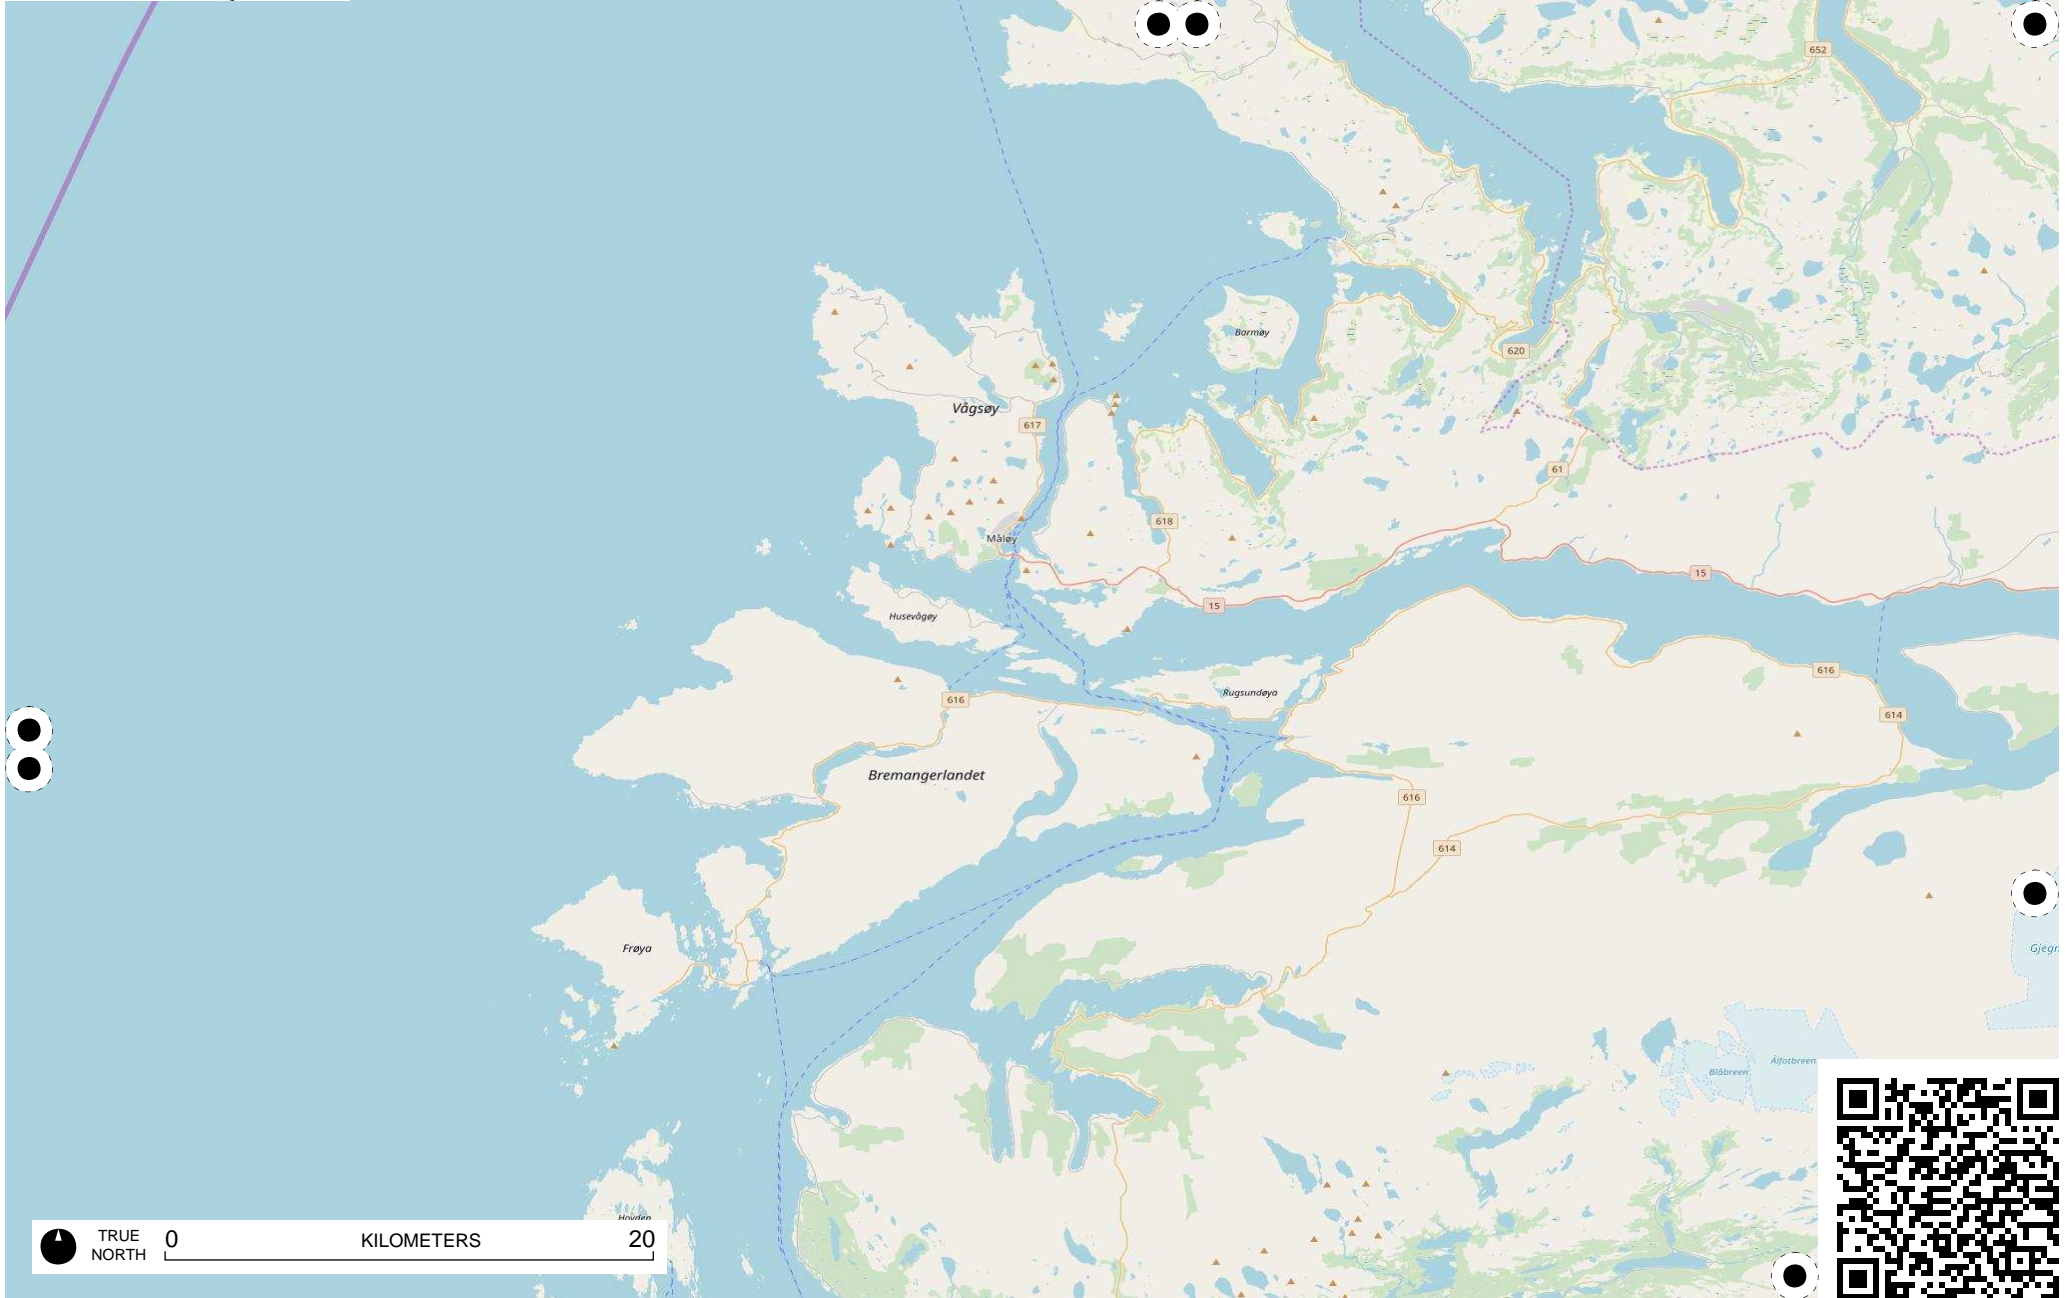 652
Barmøy
620
Vågsøy
617
61
618
Måløy
15
15
Husevågøy
616
Rugsundøya
616
614
Bremangerlandet
616
614
Frøya
Gjegn
Ålfotbreen
Blåbreen
Hovden
TRUE NORTH
0 KILOMETERS 20